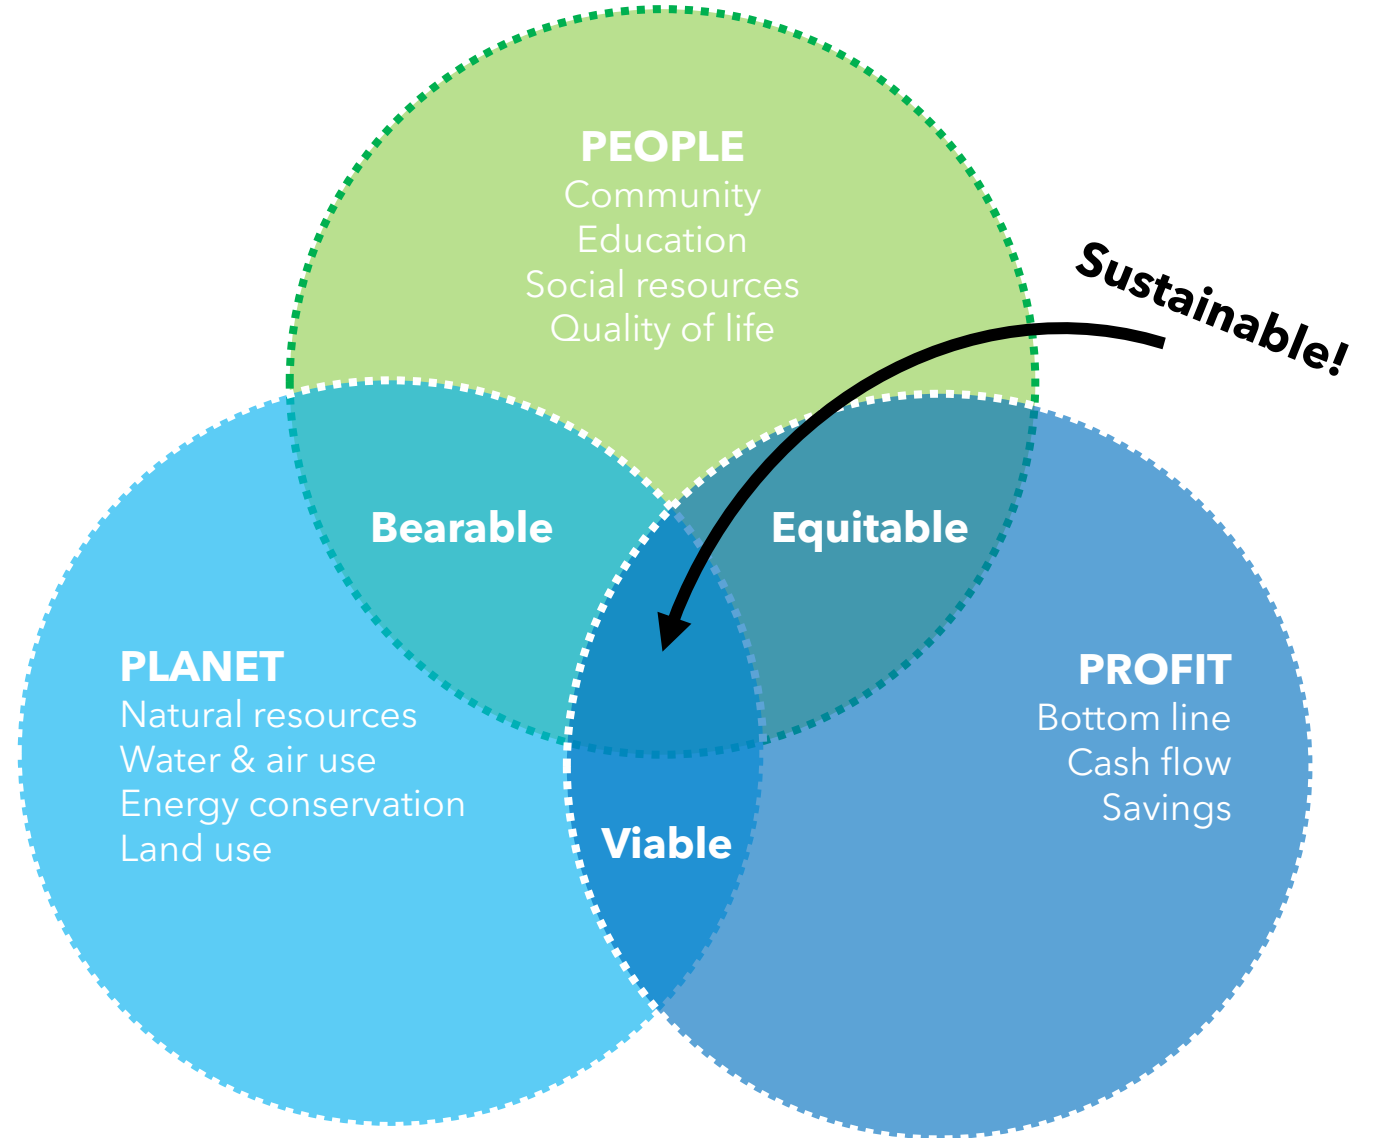 PEOPLE
Community
Education
Social resources
Quality of life
Sustainable!
Bearable
Equitable
PLANET
Natural resources
Water & air use
Energy conservation
Land use
PROFIT
Bottom line
Cash flow
Savings
Viable